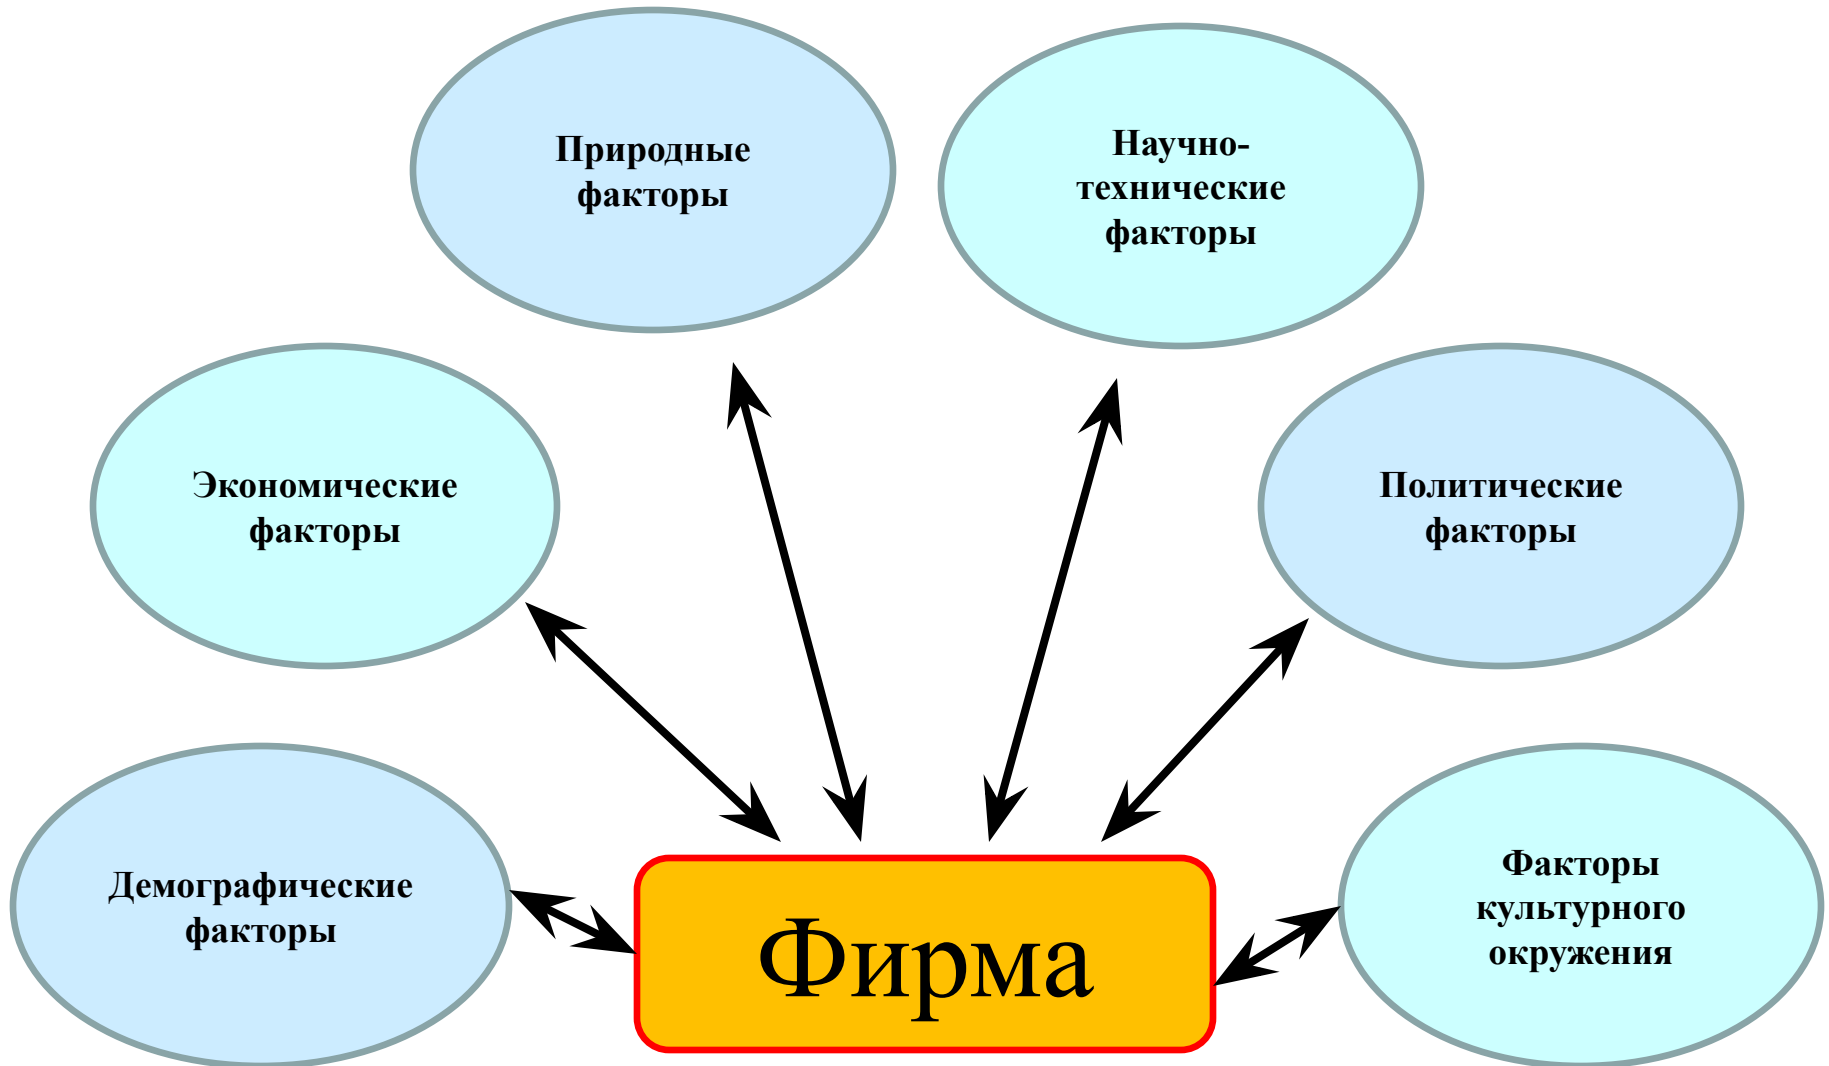 Природные
факторы
Научно-
технические
факторы
Экономические
факторы
Политические
факторы
Демографические
факторы
Фирма
Факторы
культурного
окружения